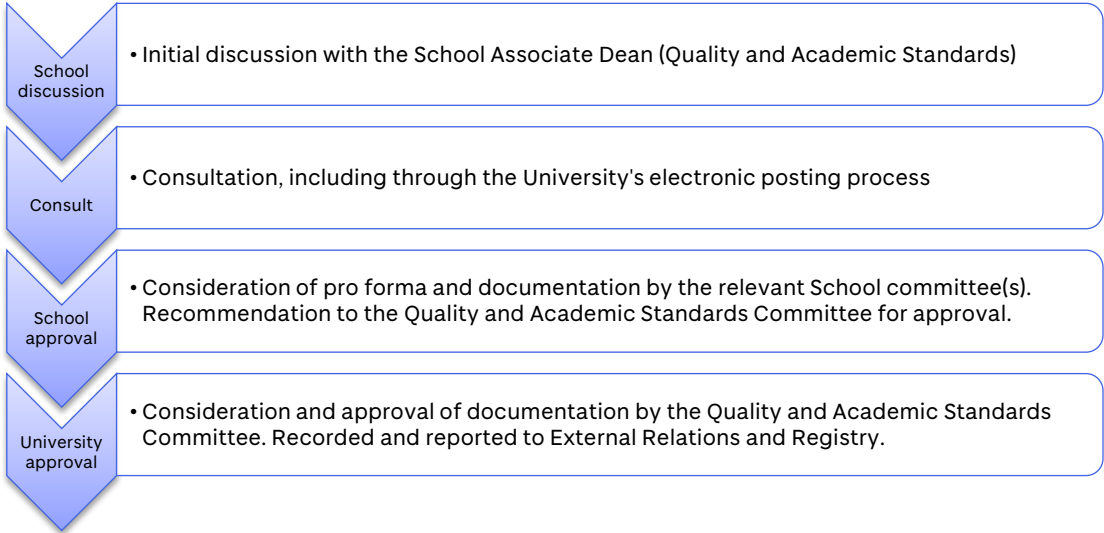 School
discussion
• Initial discussion with the School Associate Dean (Quality and Academic Standards)
Consult
• Consultation, including through the University's electronic posting process
School
approval
• Consideration of pro forma and documentation by the relevant School committee(s).
Recommendation to the Quality and Academic Standards Committee for approval.
University
approval
• Consideration and approval of documentation by the Quality and Academic Standards
Committee. Recorded and reported to External Relations and Registry.